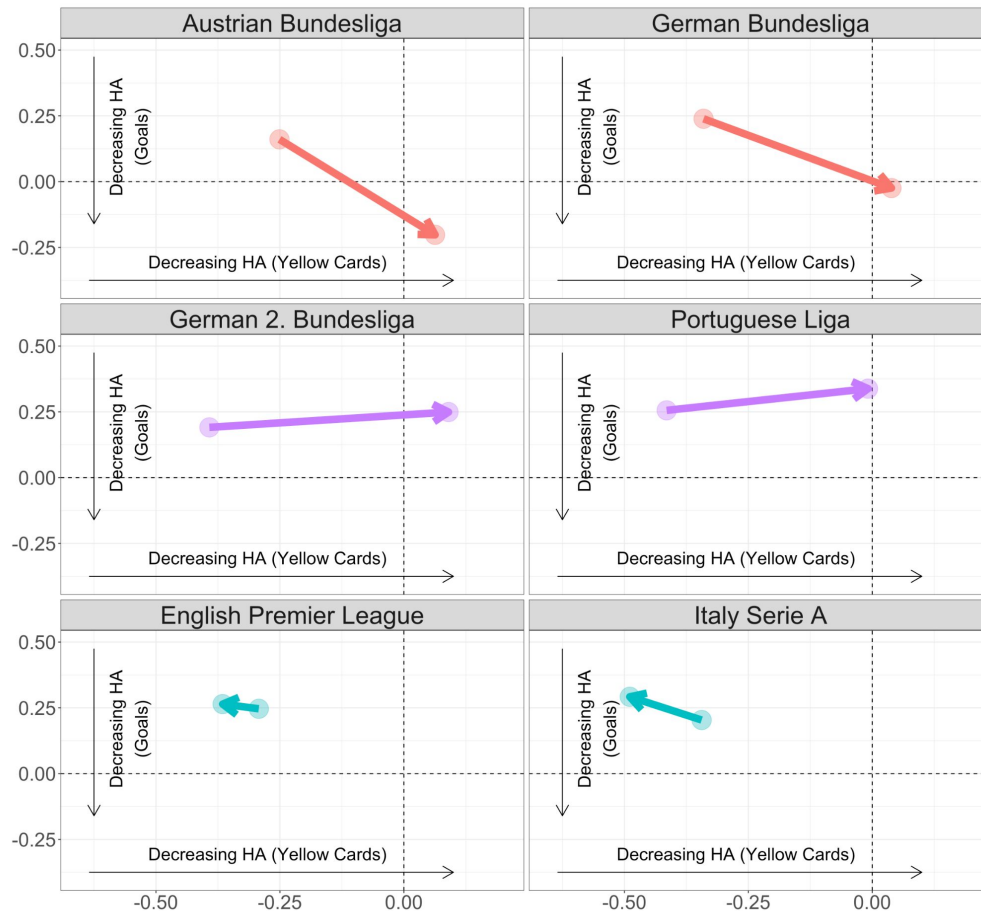 Austrian Bundesliga
German Bundesliga
0.50
0.25
0.00
-0.25
Decreasing HA
(Goals)
Decreasing HA (Yellow Cards)
Decreasing HA
(Goals)
Decreasing HA (Yellow Cards)
German 2. Bundesliga
Portuguese Liga
0.50
0.25
0.00
-0.25
Decreasing HA
(Goals)
Decreasing HA (Yellow Cards)
Decreasing HA
(Goals)
Decreasing HA (Yellow Cards)
English Premier League
Italy Serie A
0.50
0.25
0.00
-0.25
Decreasing HA
(Goals)
Decreasing HA (Yellow Cards)
Decreasing HA
(Goals)
Decreasing HA (Yellow Cards)
-0.50
-0.25
0.00
-0.50
-0.25
0.00